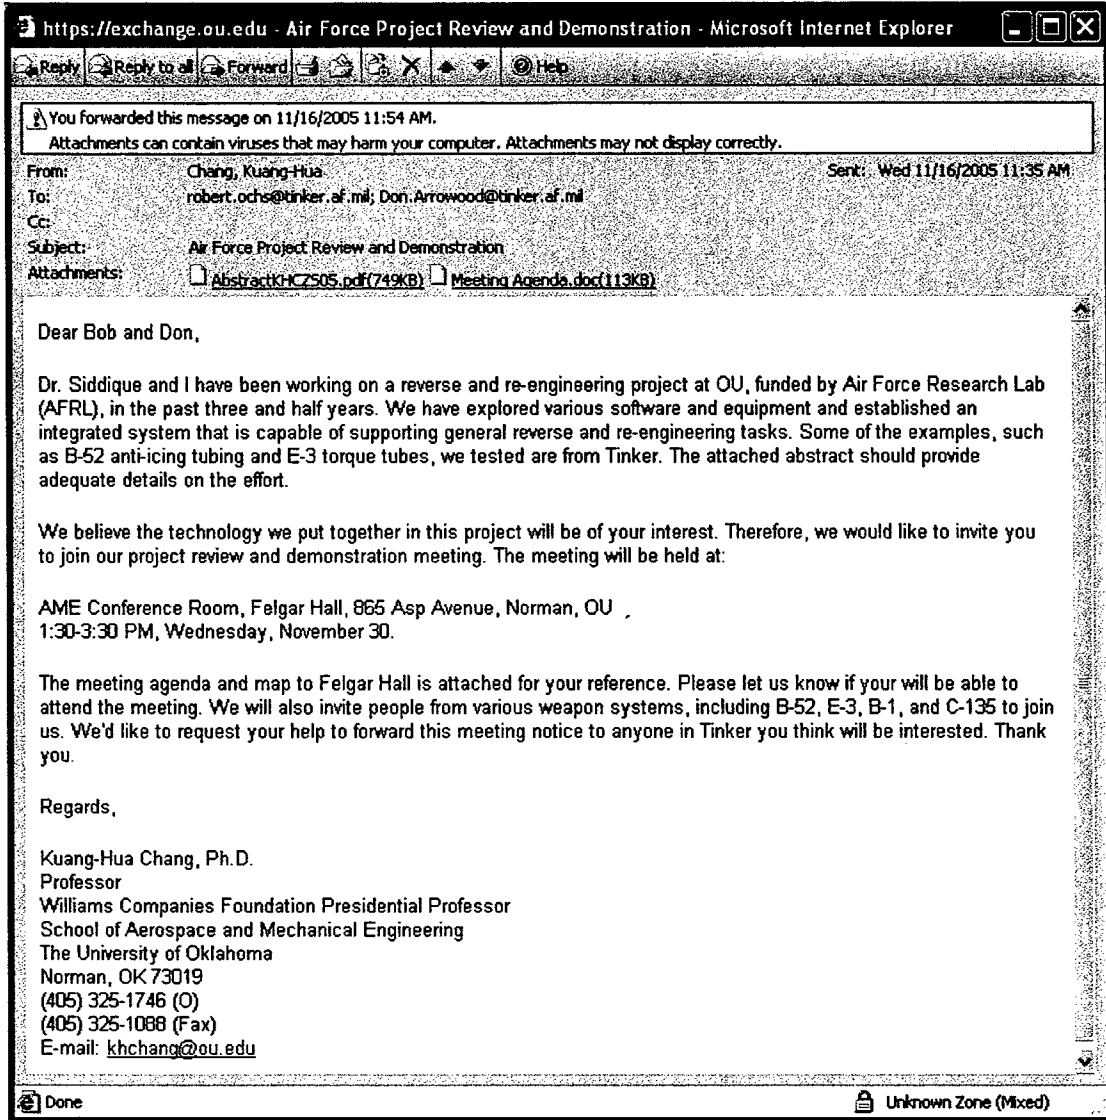 https://exchange.ou.edu - Air Force Project Review and Demonstration - Microsoft Internet Explorer
Reply Reply to all Forward Help
You forwarded this message on 11/16/2005 11:54 AM.
Attachments can contain viruses that may harm your computer. Attachments may not display correctly.
From: Chang, Kuang-Hua Sent: Wed 11/16/2005 11:35 AM
To: robert.ochs@tinker.af.mil; Don.Arrowood@tinker.af.mil
Cc:
Subject: Air Force Project Review and Demonstration
Attachments: AbstractKHCZS05.pdf(749KB) Meeting Agenda.doc(113KB)
Dear Bob and Don,
Dr. Siddique and I have been working on a reverse and re-engineering project at OU, funded by Air Force Research Lab
(AFRL), in the past three and half years. We have explored various software and equipment and established an
integrated system that is capable of supporting general reverse and re-engineering tasks. Some of the examples, such
as B-52 anti-icing tubing and E-3 torque tubes, we tested are from Tinker. The attached abstract should provide
adequate details on the effort.
We believe the technology we put together in this project will be of your interest. Therefore, we would like to invite you
to join our project review and demonstration meeting. The meeting will be held at:
AME Conference Room, Felgar Hall, 865 Asp Avenue, Norman, OU
1:30-3:30 PM, Wednesday, November 30.
The meeting agenda and map to Felgar Hall is attached for your reference. Please let us know if your will be able to
attend the meeting. We will also invite people from various weapon systems, including B-52, E-3, B-1, and C-135 to join
us. We'd like to request your help to forward this meeting notice to anyone in Tinker you think will be interested. Thank
you.
Regards,
Kuang-Hua Chang, Ph.D.
Professor
Williams Companies Foundation Presidential Professor
School of Aerospace and Mechanical Engineering
The University of Oklahoma
Norman, OK 73019
(405) 325-1746 (O)
(405) 325-1088 (Fax)
E-mail: khchang@ou.edu
Done Unknown Zone (Mixed)